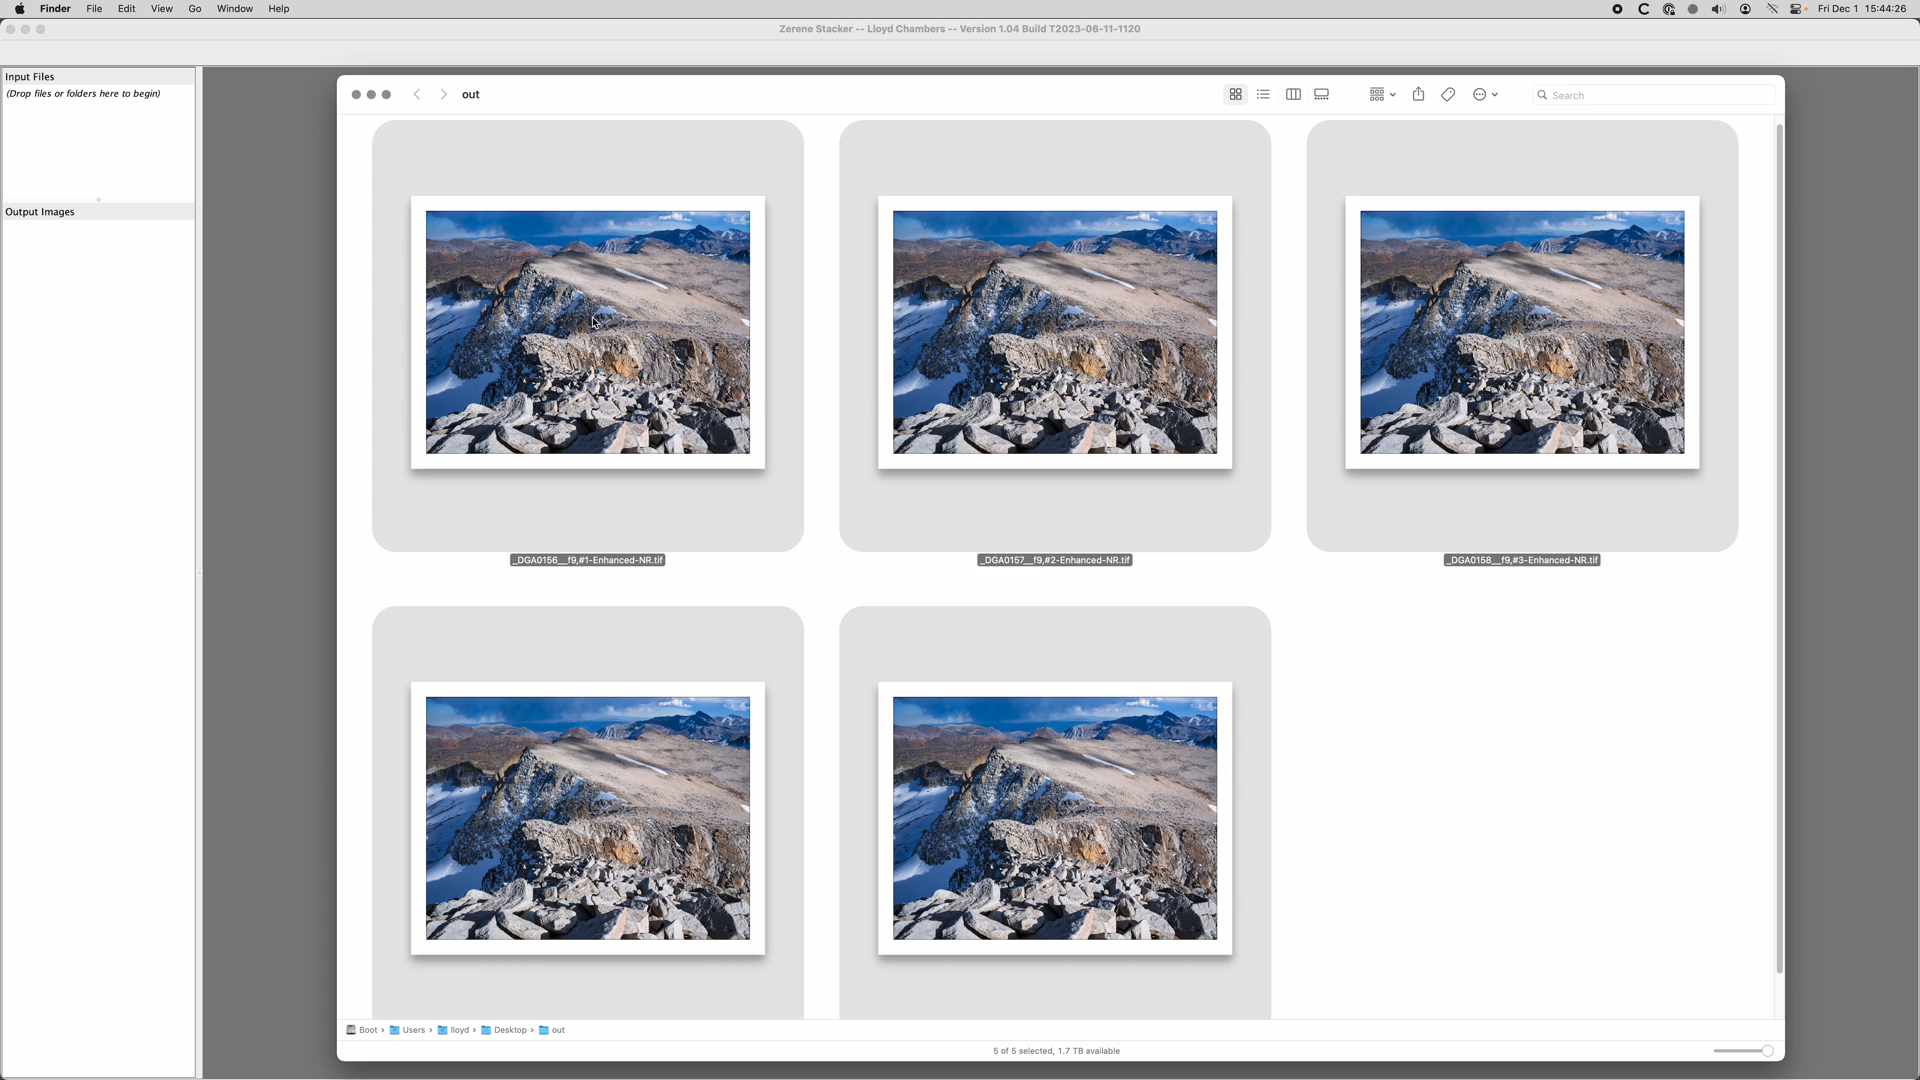 Finder File Edit View Go Window Help
Fri Dec 1 15:44:26
Zerene Stacker -- Lloyd Chambers -- Version 1.04 Build T2023-06-11-1120
Input Files
(Drop files or folders here to begin)
Output Images
out
Search
_DGA0156__f9,#1-Enhanced-NR.tif
_DGA0157__f9,#2-Enhanced-NR.tif
_DGA0158__f9,#3-Enhanced-NR.tif
Boot › Users › lloyd › Desktop › out
5 of 5 selected, 1.7 TB available